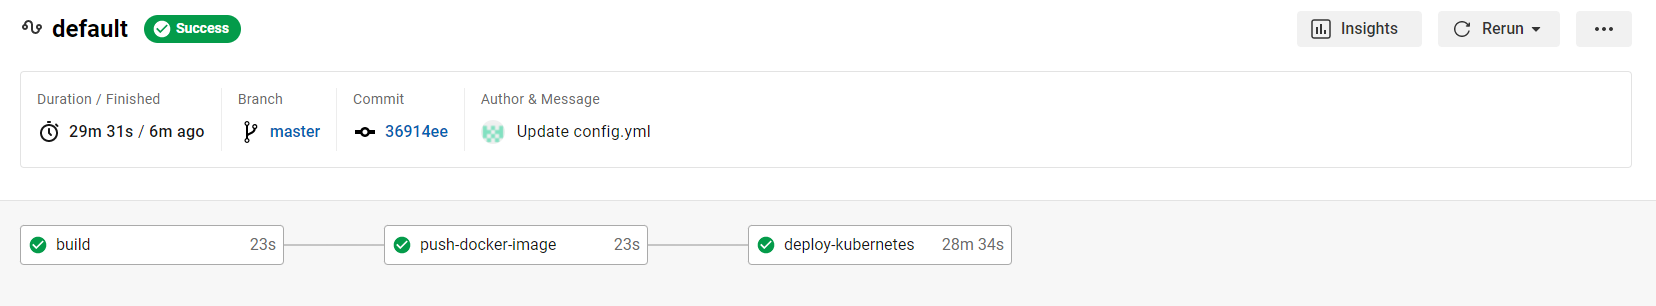 default Success Insights Rerun
Duration / Finished Branch Commit Author & Message
29m 31s / 6m ago master 36914ee Update config.yml
build 23s push-docker-image 23s deploy-kubernetes 28m 34s